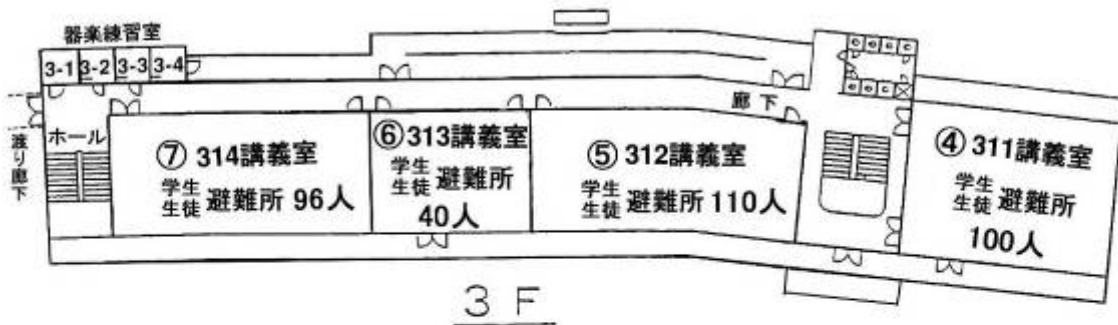 器楽練習室
3-1 3-2 3-3 3-4
渡り廊下
ホール
廊下
⑦ 314講義室
学生
生徒 避難所 96人
⑥ 313講義室
学生
生徒 避難所
40人
⑤ 312講義室
学生
生徒 避難所 110人
④ 311講義室
学生
生徒 避難所
100人
3F